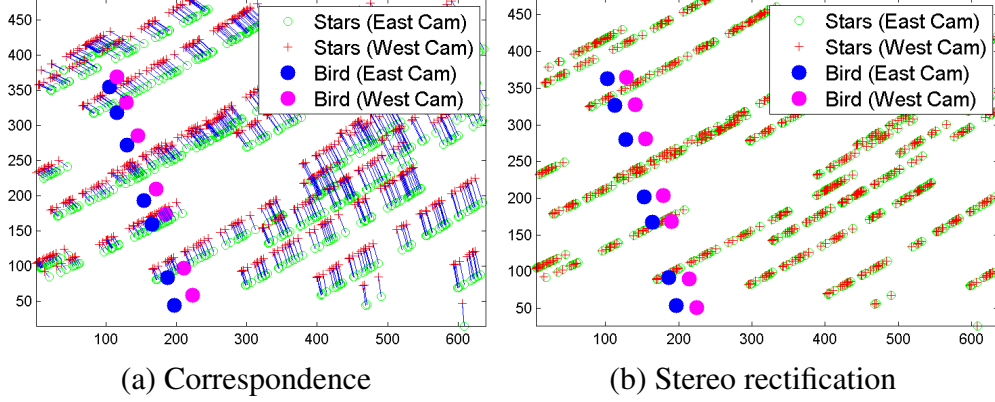 450
400
350
300
250
200
150
100
50
100 200 300 400 500 600
Stars (East Cam)
Stars (West Cam)
Bird (East Cam)
Bird (West Cam)
(a) Correspondence
450
400
350
300
250
200
150
100
50
100 200 300 400 500 600
Stars (East Cam)
Stars (West Cam)
Bird (East Cam)
Bird (West Cam)
(b) Stereo rectification